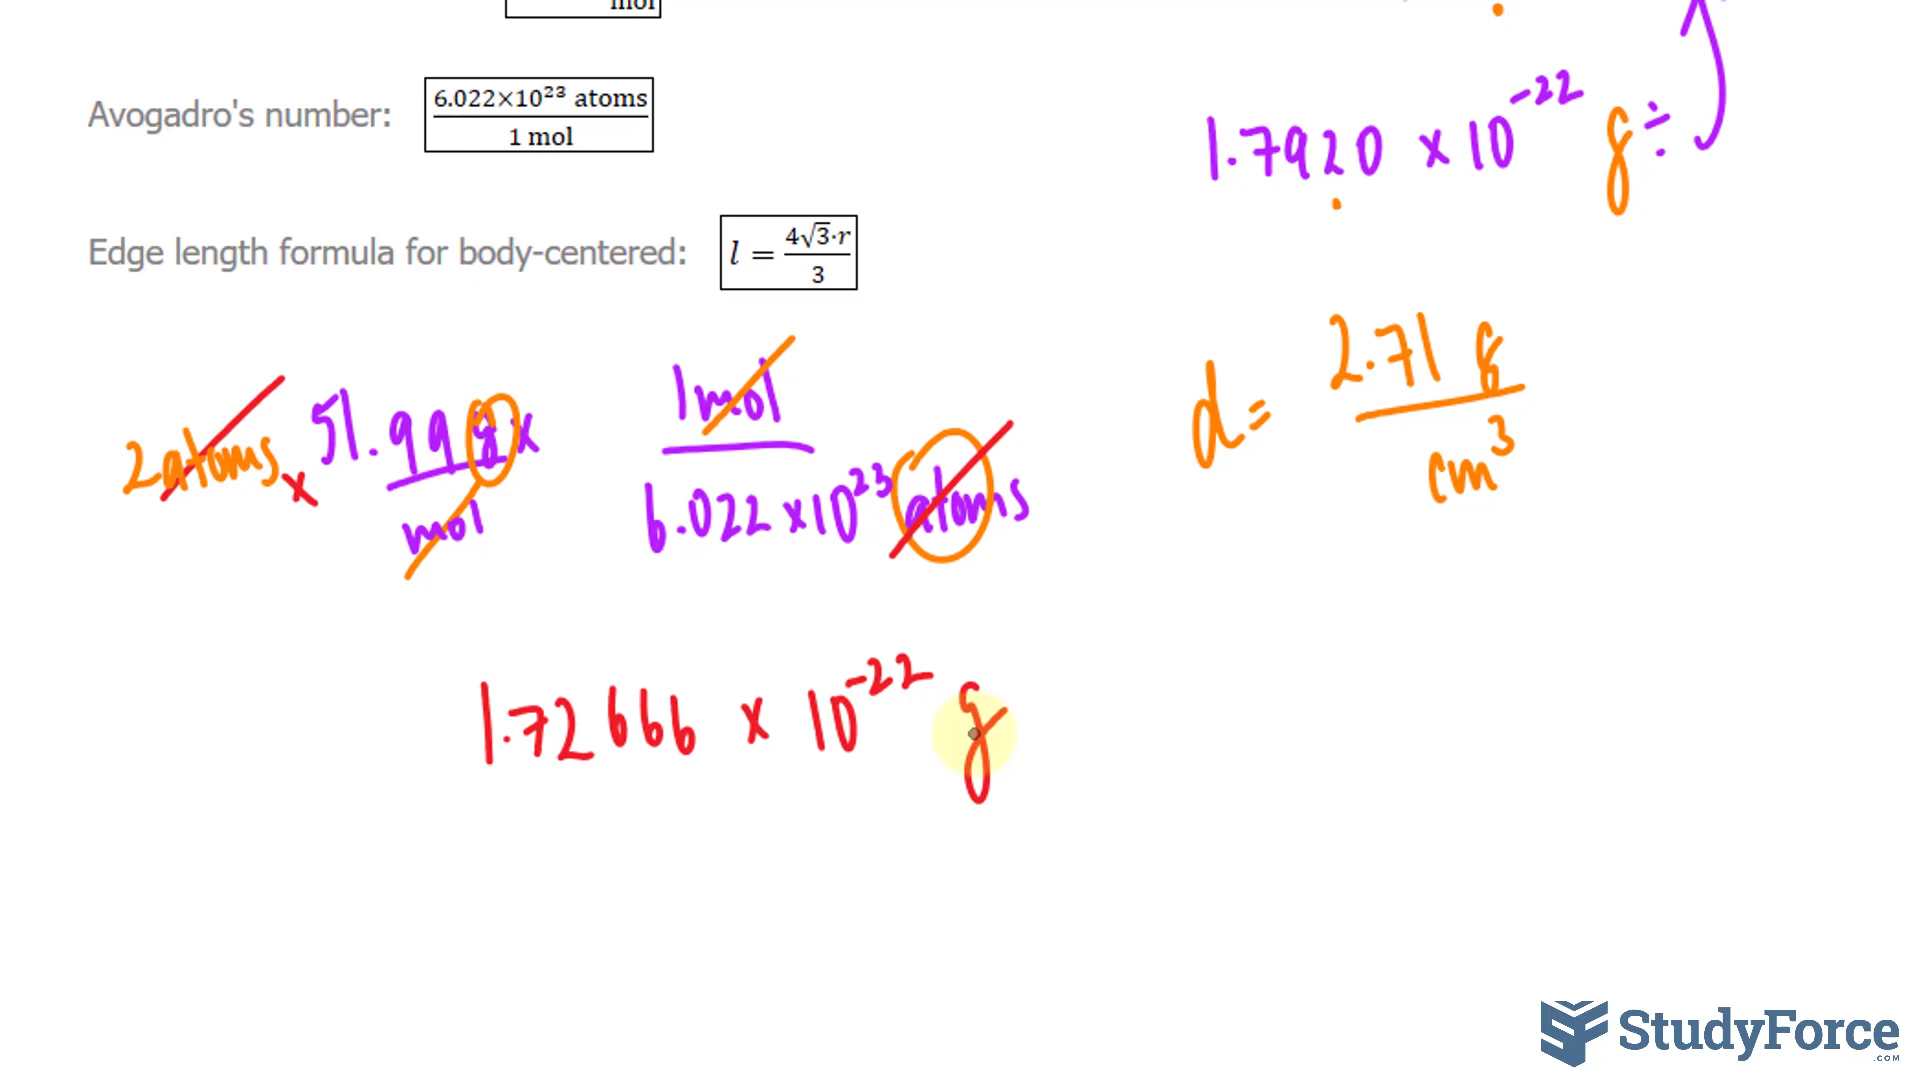 mol
Avogadro's number: 6.022×10²³ atoms
1 mol
Edge length formula for body-centered: l = 4√3·r
3
2 atoms x 51.99 g x 1 mol
mol 6.022 x 10²³ atoms
1.72666 x 10⁻²² g
1.7920 x 10⁻²² g ÷
d = 2.71 g
cm³
StudyForce
.COM